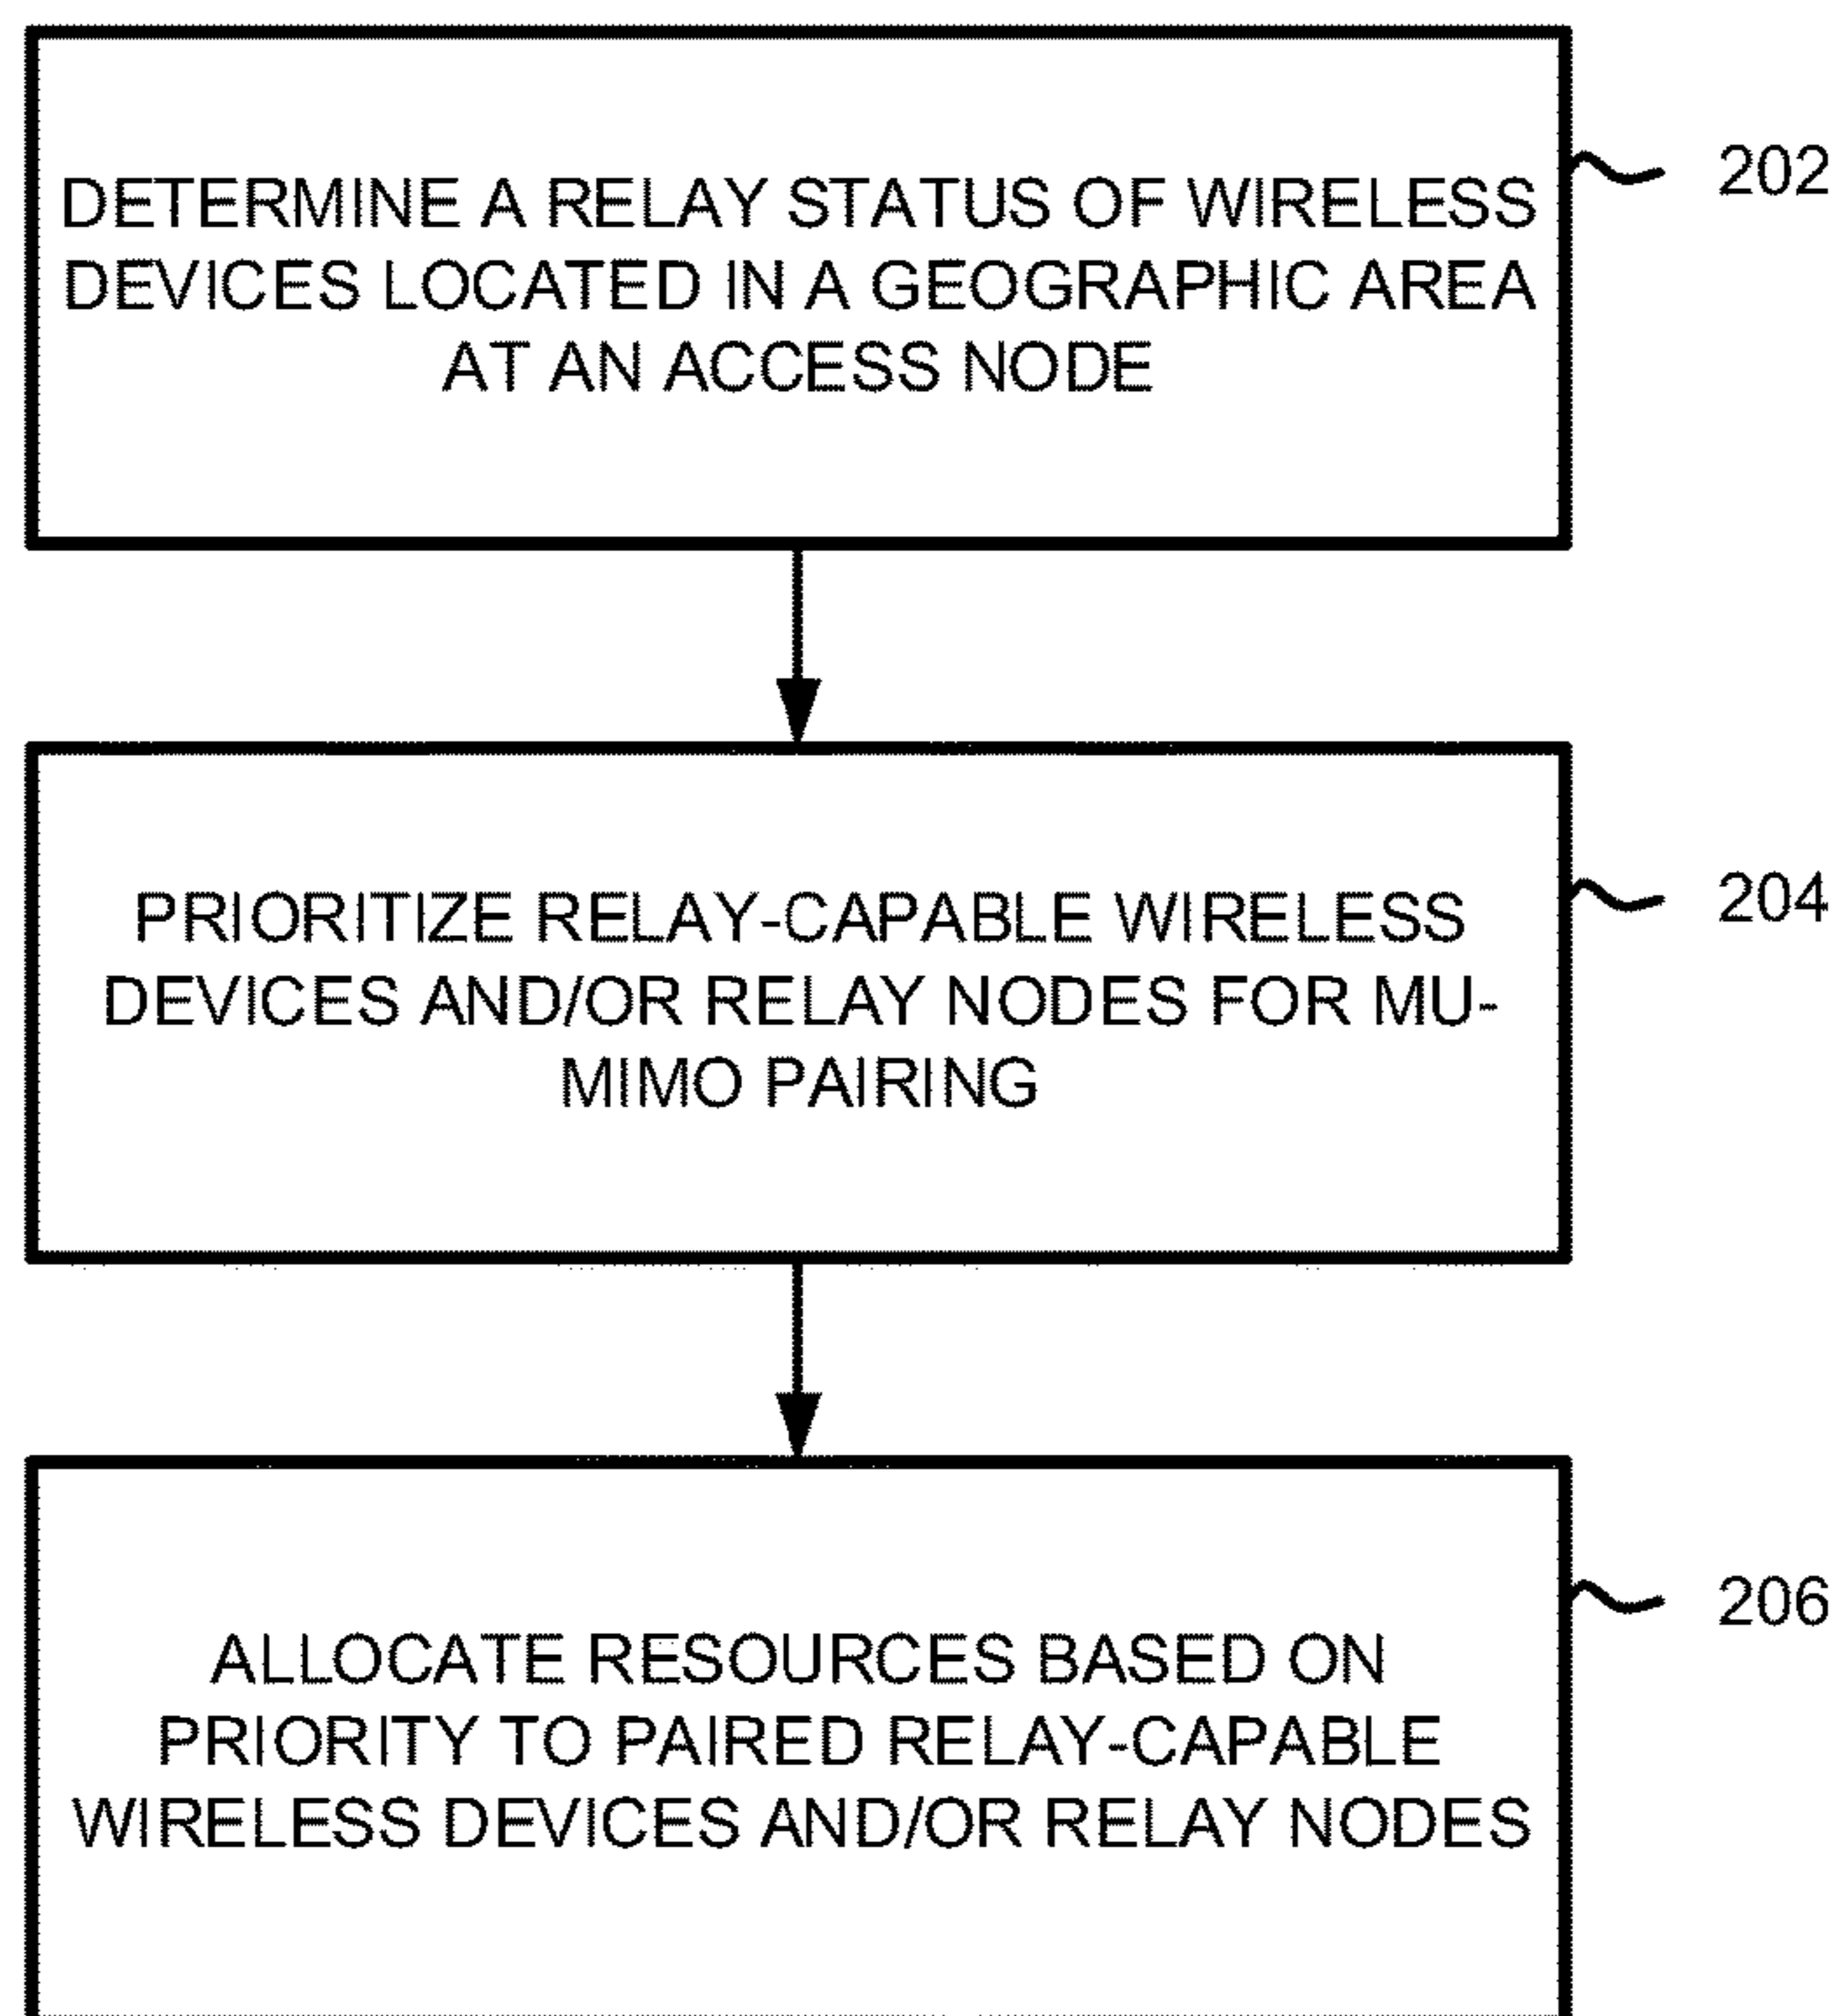 DETERMINE A RELAY STATUS OF WIRELESS
DEVICES LOCATED IN A GEOGRAPHIC AREA
AT AN ACCESS NODE
202
PRIORITIZE RELAY-CAPABLE WIRELESS
DEVICES AND/OR RELAY NODES FOR MU-
MIMO PAIRING
204
ALLOCATE RESOURCES BASED ON
PRIORITY TO PAIRED RELAY-CAPABLE
WIRELESS DEVICES AND/OR RELAY NODES
206